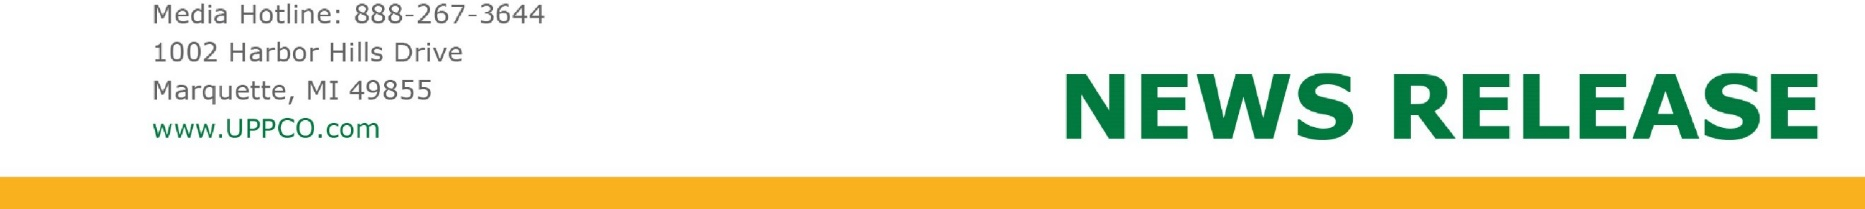 Media Hotline: 888-267-3644
1002 Harbor Hills Drive
Marquette, MI 49855
www.UPPCO.com
NEWS RELEASE